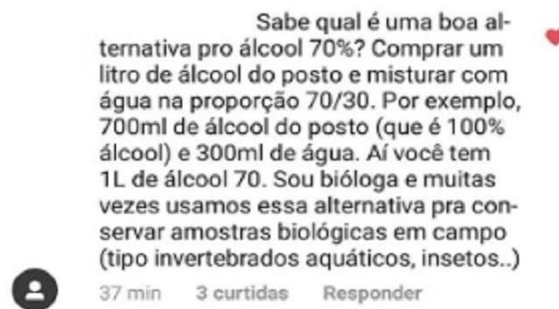 Sabe qual é uma boa al-
ternativa pro álcool 70%? Comprar um
litro de álcool do posto e misturar com
água na proporção 70/30. Por exemplo,
700ml de álcool do posto (que é 100%
álcool) e 300ml de água. Aí você tem
1L de álcool 70. Sou bióloga e muitas
vezes usamos essa alternativa pra con-
servar amostras biológicas em campo
(tipo invertebrados aquáticos, insetos..)
37 min 3 curtidas Responder